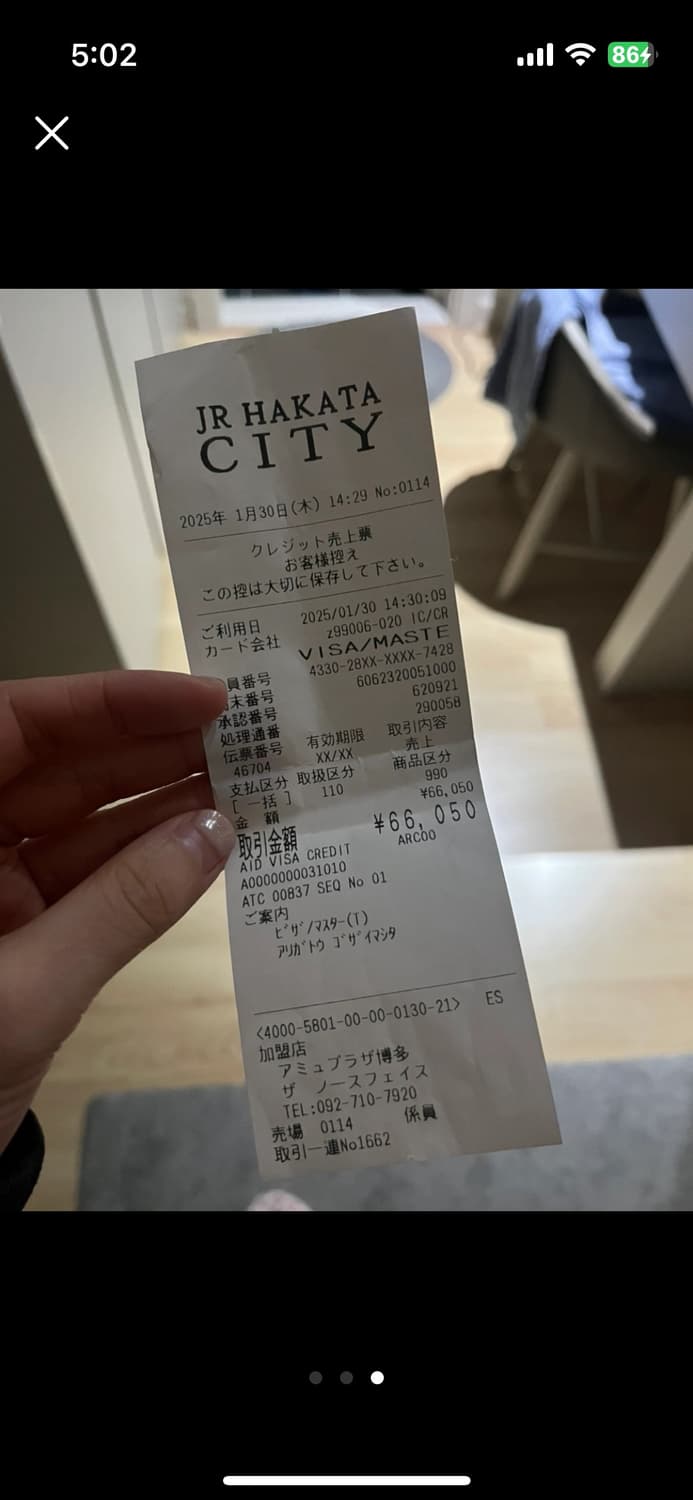 5:02
86
JR HAKATA
CITY
2025年 1月30日(木) 14:29 No:0114
クレジット売上票
お客様控え
この控は大切に保存して下さい。
ご利用日 2025/01/30 14:30:09
カード会社 z99006-020 IC/CR
VISA/MASTE
員番号 4330-28XX-XXXX-7428
末番号 6062320051000
承認番号 620921
処理通番 290058
伝票番号 有効期限 取引内容
46704 XX/XX 売上
支払区分 取扱区分 商品区分
[ 一括 ] 110 990
金 額 ¥66,050
取引金額 ¥66,050
AID VISA CREDIT ARC00
A0000000031010
ATC 00837 SEQ No 01
ご案内
ビザ/マスター(T)
アリガトウ ゴザイマシタ
<4000-5801-00-00-0130-21> ES
加盟店
アミュプラザ博多
ザ ノースフェイス
TEL:092-710-7920
売場 0114 係員
取引一連No1662